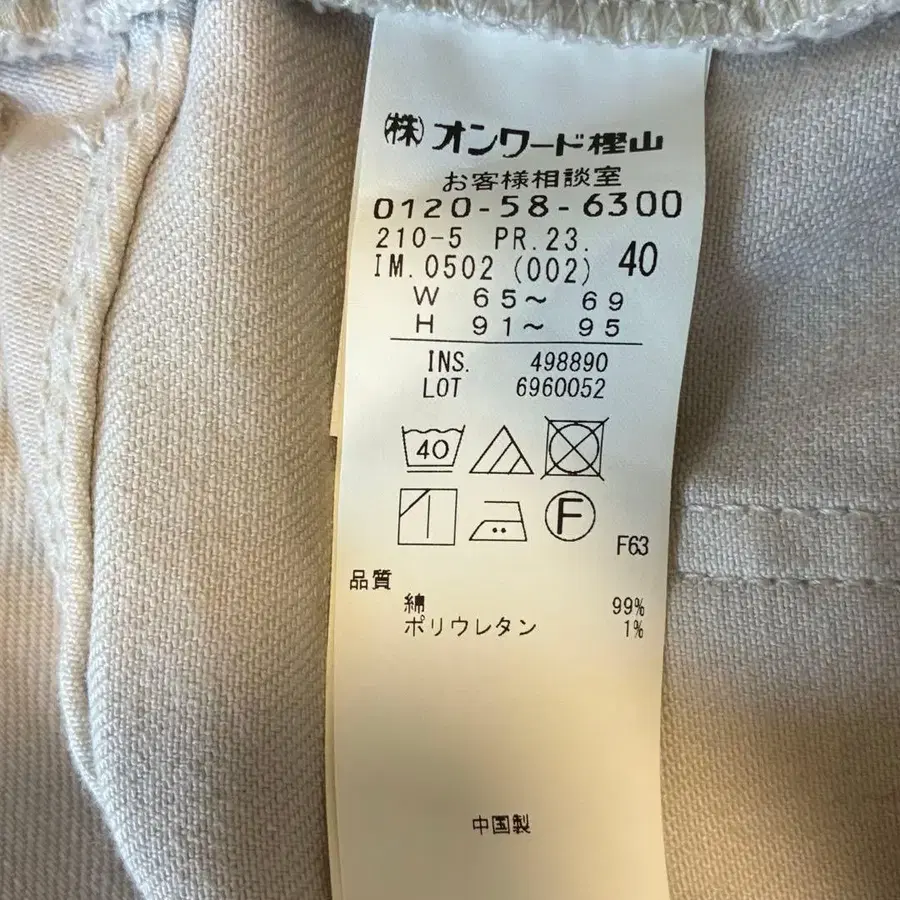 (株)オンワード樫山
お客様相談室
0120-58-6300
210-5 PR.23.
IM.0502 (002) 40
W 65～ 69
H 91～ 95
INS. 498890
LOT 6960052
40
F
F63
品質
綿 99%
ポリウレタン 1%
中国製